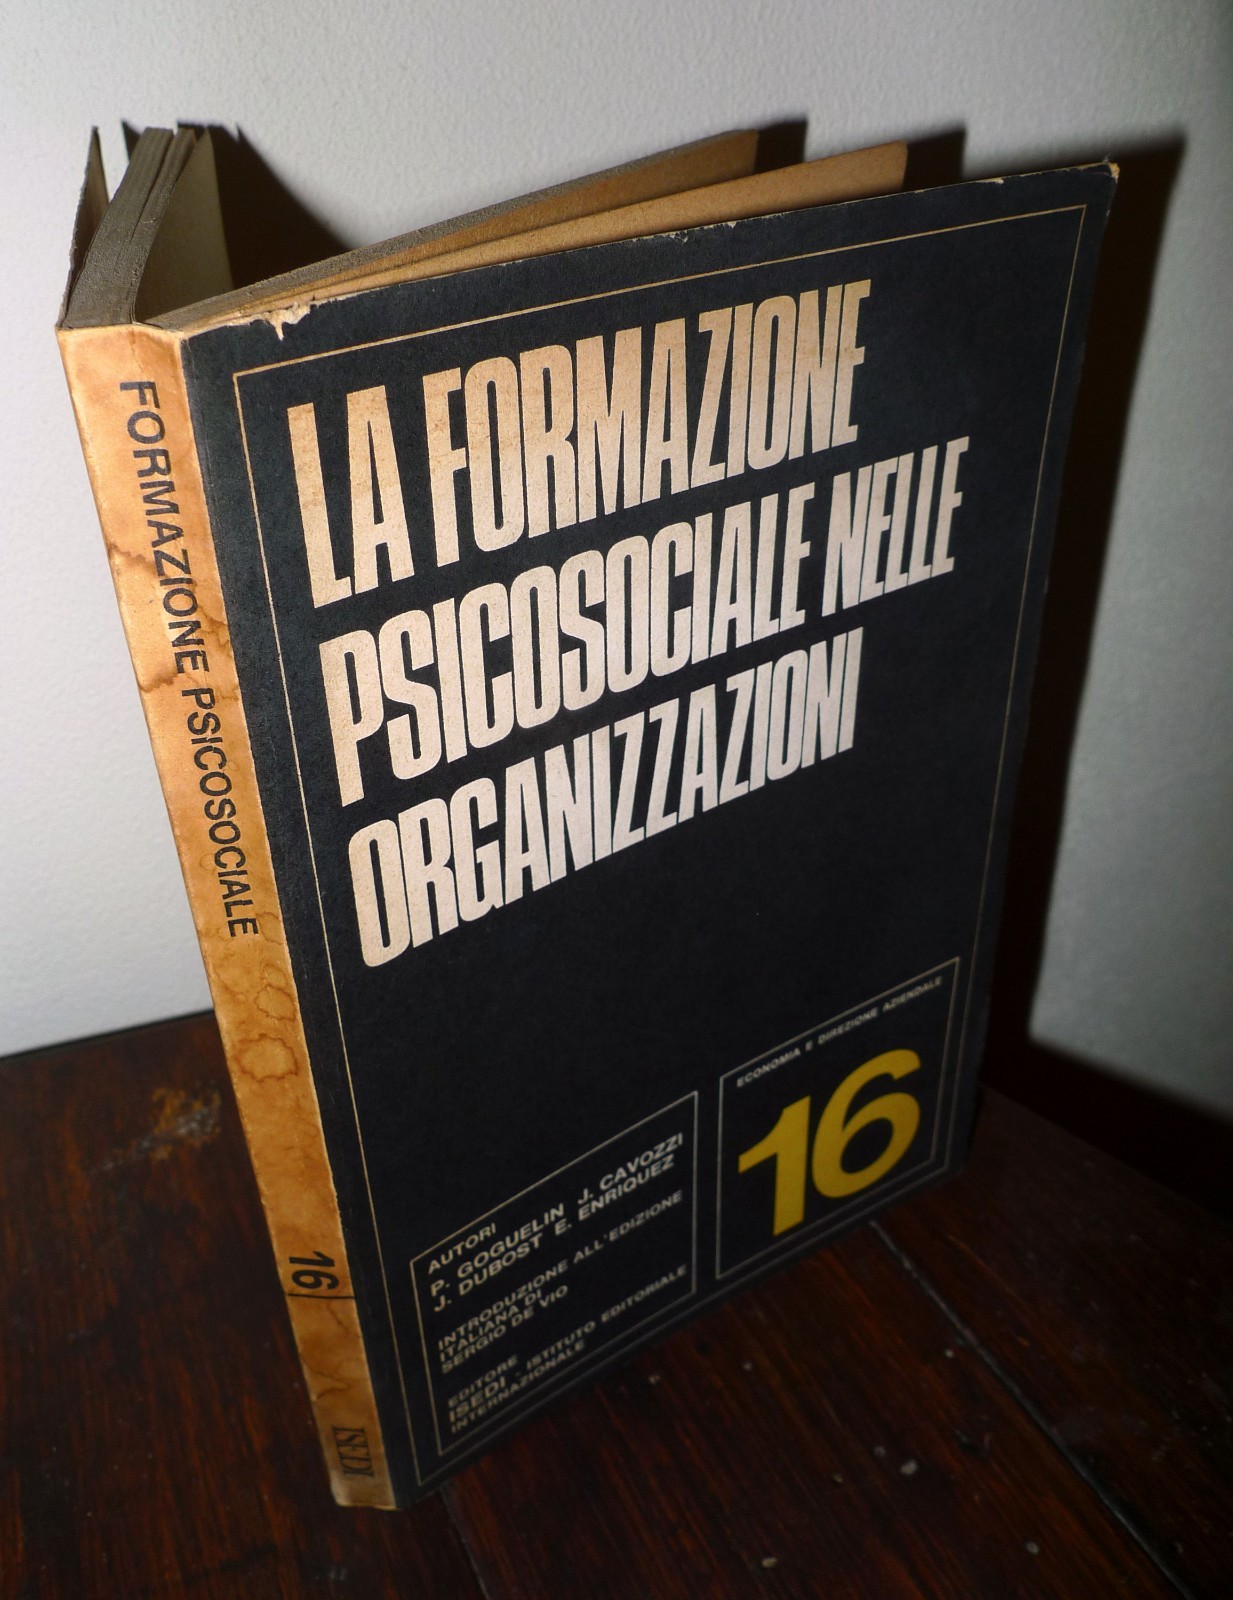 LA FORMAZIONE
PSICOSOCIALE NELLE
ORGANIZZAZIONI
ECONOMIA E DIREZIONE AZIENDALE
16
AUTORI
P. GOGUELIN J. CAVOZZI
J. DUBOST E. ENRIQUEZ
INTRODUZIONE ALL'EDIZIONE
ITALIANA DI
SERGIO DE VIO
EDITORE
ISEDI - ISTITUTO EDITORIALE
INTERNAZIONALE
FORMAZIONE PSICOSOCIALE
16
ISEDI